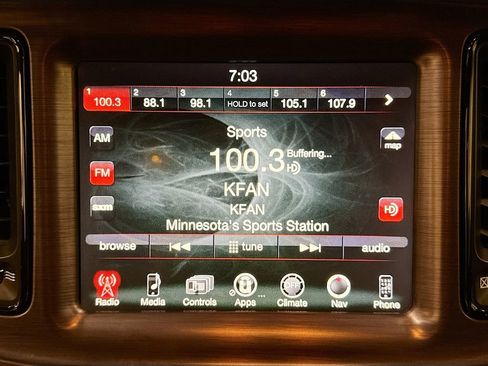 7:03
1 2 3 4 5 6
100.3 88.1 98.1 HOLD to set 105.1 107.9
Sports
AM 100.3 Buffering... map
HD
FM KFAN
KFAN HD
sxm
Minnesota's Sports Station
browse tune audio
OFF
Radio Media Controls Apps ... Climate Nav Phone